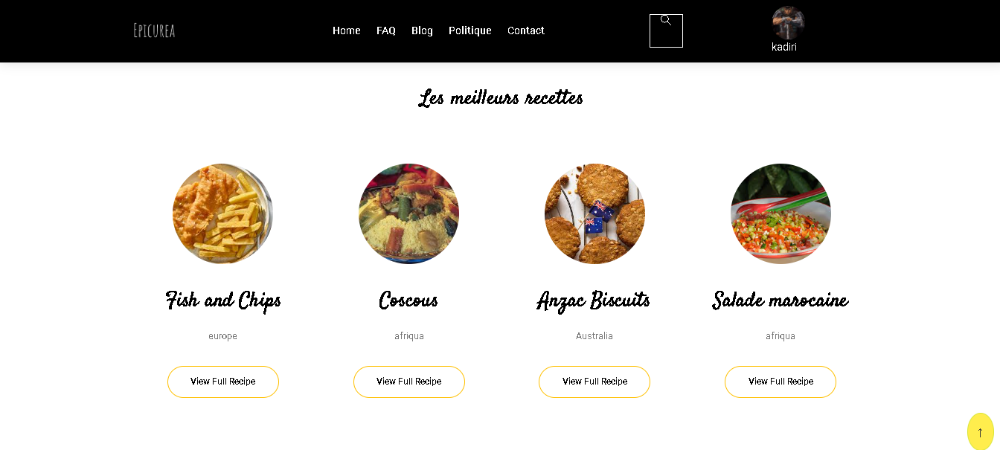 Epicurea
Home FAQ Blog Politique Contact
kadiri
Les meilleurs recettes
Fish and Chips
Coscous
Anzac Biscuits
Salade marocaine
europe
afriqua
Australia
afriqua
View Full Recipe
View Full Recipe
View Full Recipe
View Full Recipe
↑